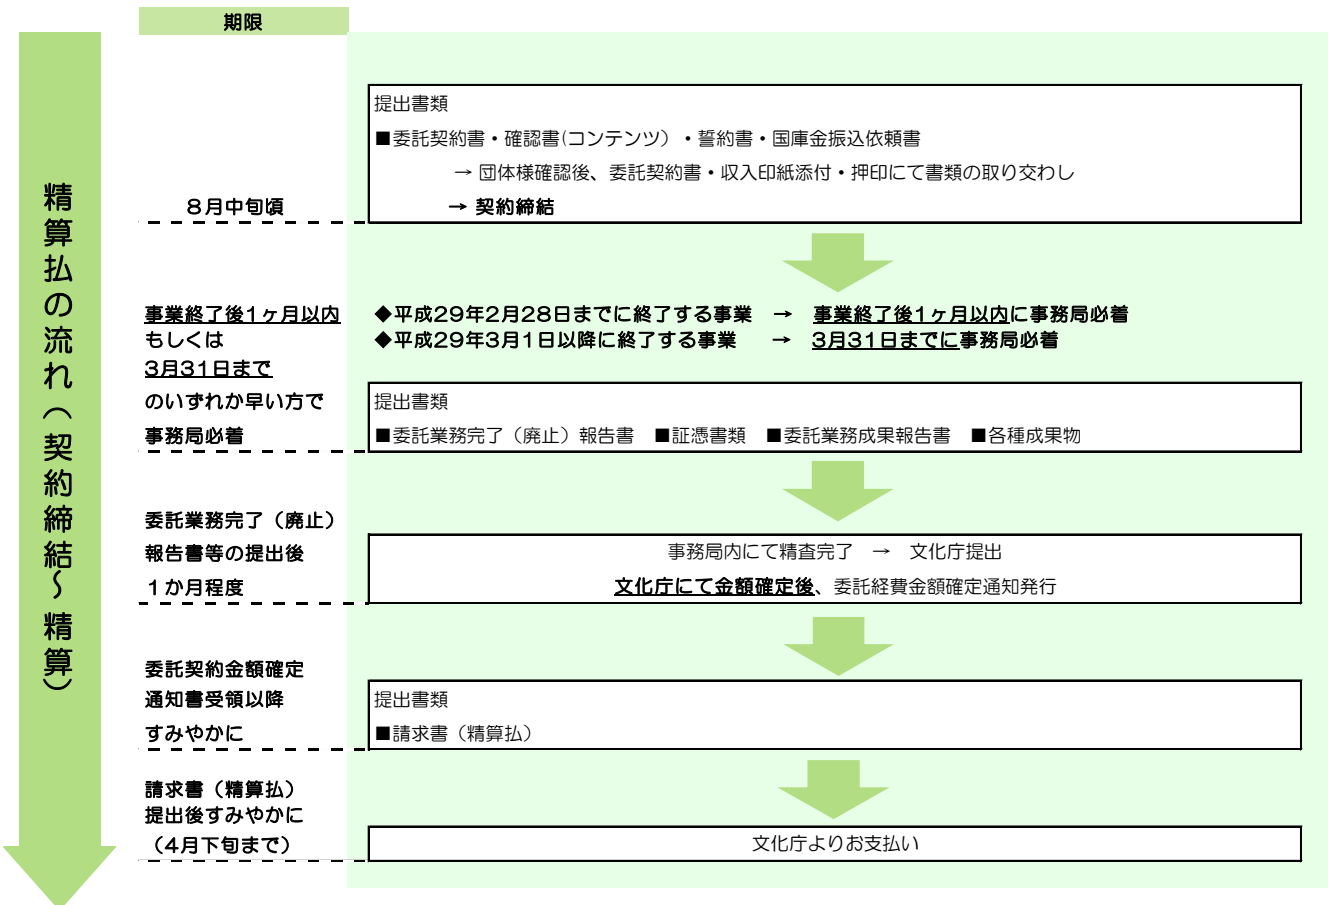 期限
精算払の流れ（契約締結～精算）
８月中旬頃
提出書類
■委託契約書・確認書(コンテンツ）・誓約書・国庫金振込依頼書
→ 団体様確認後、委託契約書・収入印紙添付・押印にて書類の取り交わし
→ 契約締結
事業終了後1ヶ月以内
もしくは
3月31日まで
のいずれか早い方で
事務局必着
◆平成29年2月28日までに終了する事業　→　事業終了後1ヶ月以内に事務局必着
◆平成29年3月1日以降に終了する事業　→　3月31日までに事務局必着
提出書類
■委託業務完了（廃止）報告書　■証憑書類　■委託業務成果報告書　■各種成果物
委託業務完了（廃止）
報告書等の提出後
１か月程度
事務局内にて精査完了　→　文化庁提出
文化庁にて金額確定後、委託経費金額確定通知発行
委託契約金額確定
通知書受領以降
すみやかに
提出書類
■請求書（精算払）
請求書（精算払）
提出後すみやかに
（4月下旬まで）
文化庁よりお支払い